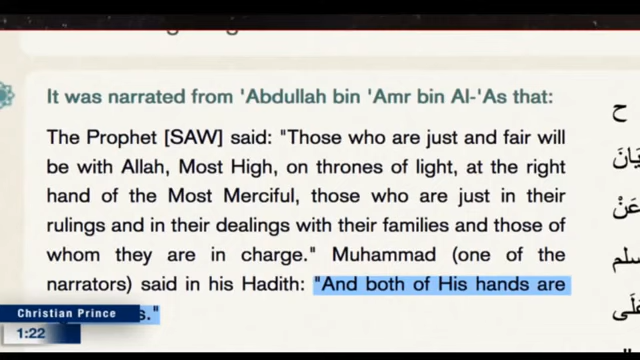 It was narrated from 'Abdullah bin 'Amr bin Al-'As that:
The Prophet [SAW] said: "Those who are just and fair will
be with Allah, Most High, on thrones of light, at the right
hand of the Most Merciful, those who are just in their
rulings and in their dealings with their families and those of
whom they are in charge." Muhammad (one of the
narrators) said in his Hadith: "And both of His hands are
s."
Christian Prince
1:22
ح
عَنْ